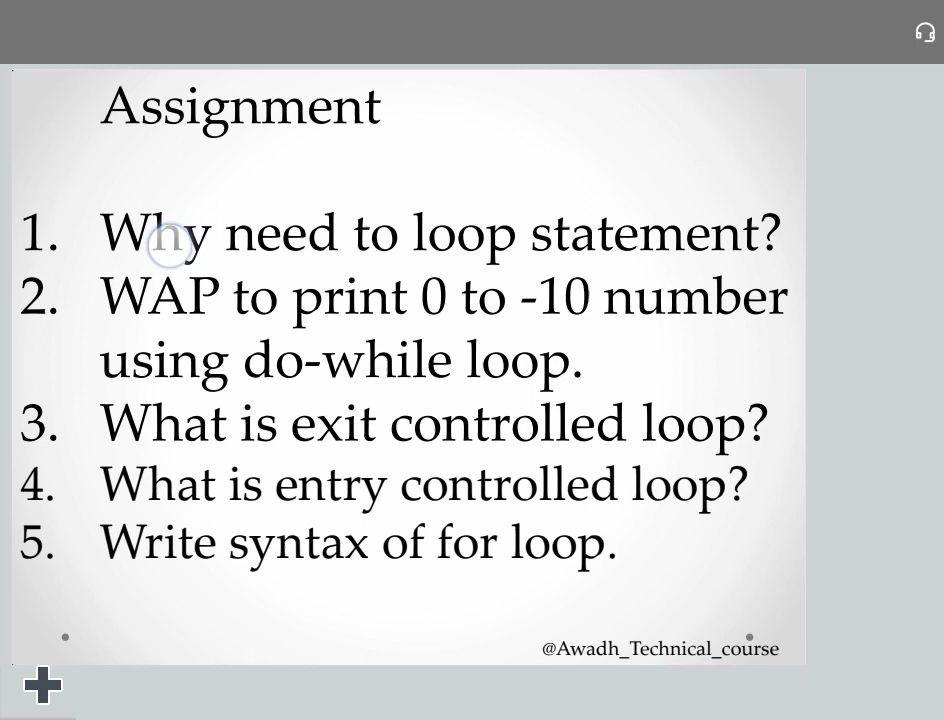 Assignment
1. Why need to loop statement?
2. WAP to print 0 to -10 number
using do-while loop.
3. What is exit controlled loop?
4. What is entry controlled loop?
5. Write syntax of for loop.
@Awadh_Technical_course